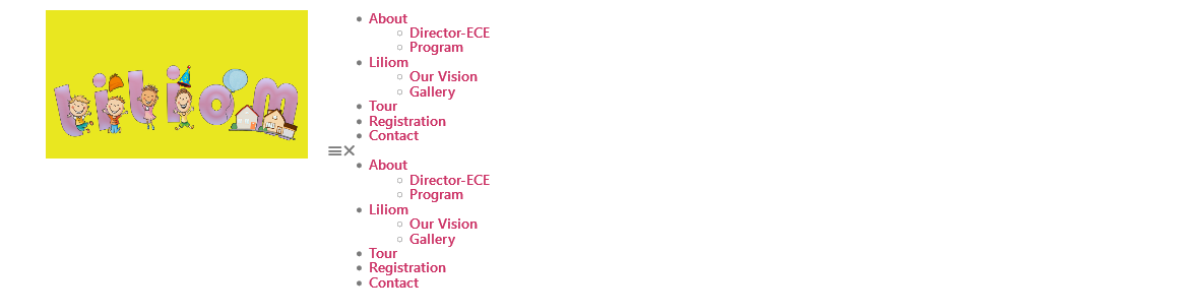 Liliom
About
Director-ECE
Program
Liliom
Our Vision
Gallery
Tour
Registration
Contact
About
Director-ECE
Program
Liliom
Our Vision
Gallery
Tour
Registration
Contact